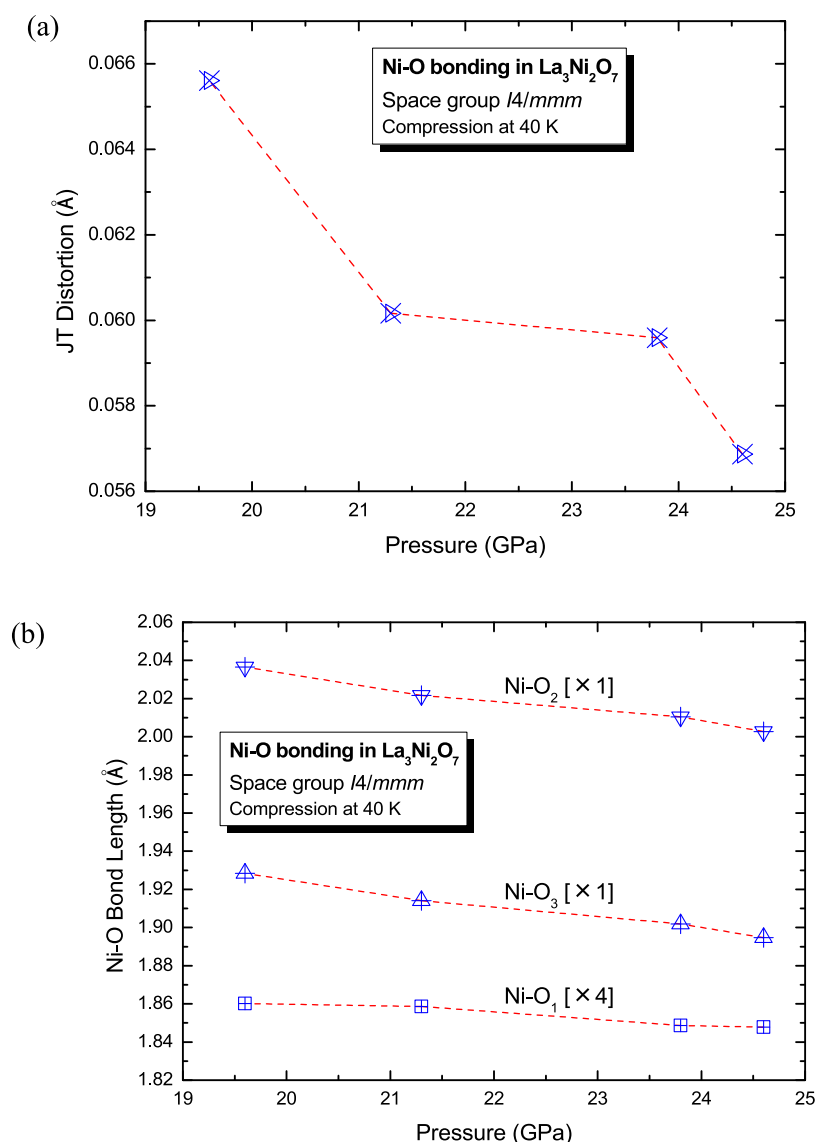 (a)
Ni-O bonding in La₃Ni₂O₇
Space group I4/mmm
Compression at 40 K
JT Distortion (Å)
0.066
0.064
0.062
0.060
0.058
0.056
19 20 21 22 23 24 25
Pressure (GPa)
(b)
2.06
2.04
2.02
2.00
1.98
1.96
1.94
1.92
1.90
1.88
1.86
1.84
1.82
Ni-O Bond Length (Å)
Ni-O₂ [×1]
Ni-O bonding in La₃Ni₂O₇
Space group I4/mmm
Compression at 40 K
Ni-O₃ [×1]
Ni-O₁ [×4]
19 20 21 22 23 24 25
Pressure (GPa)